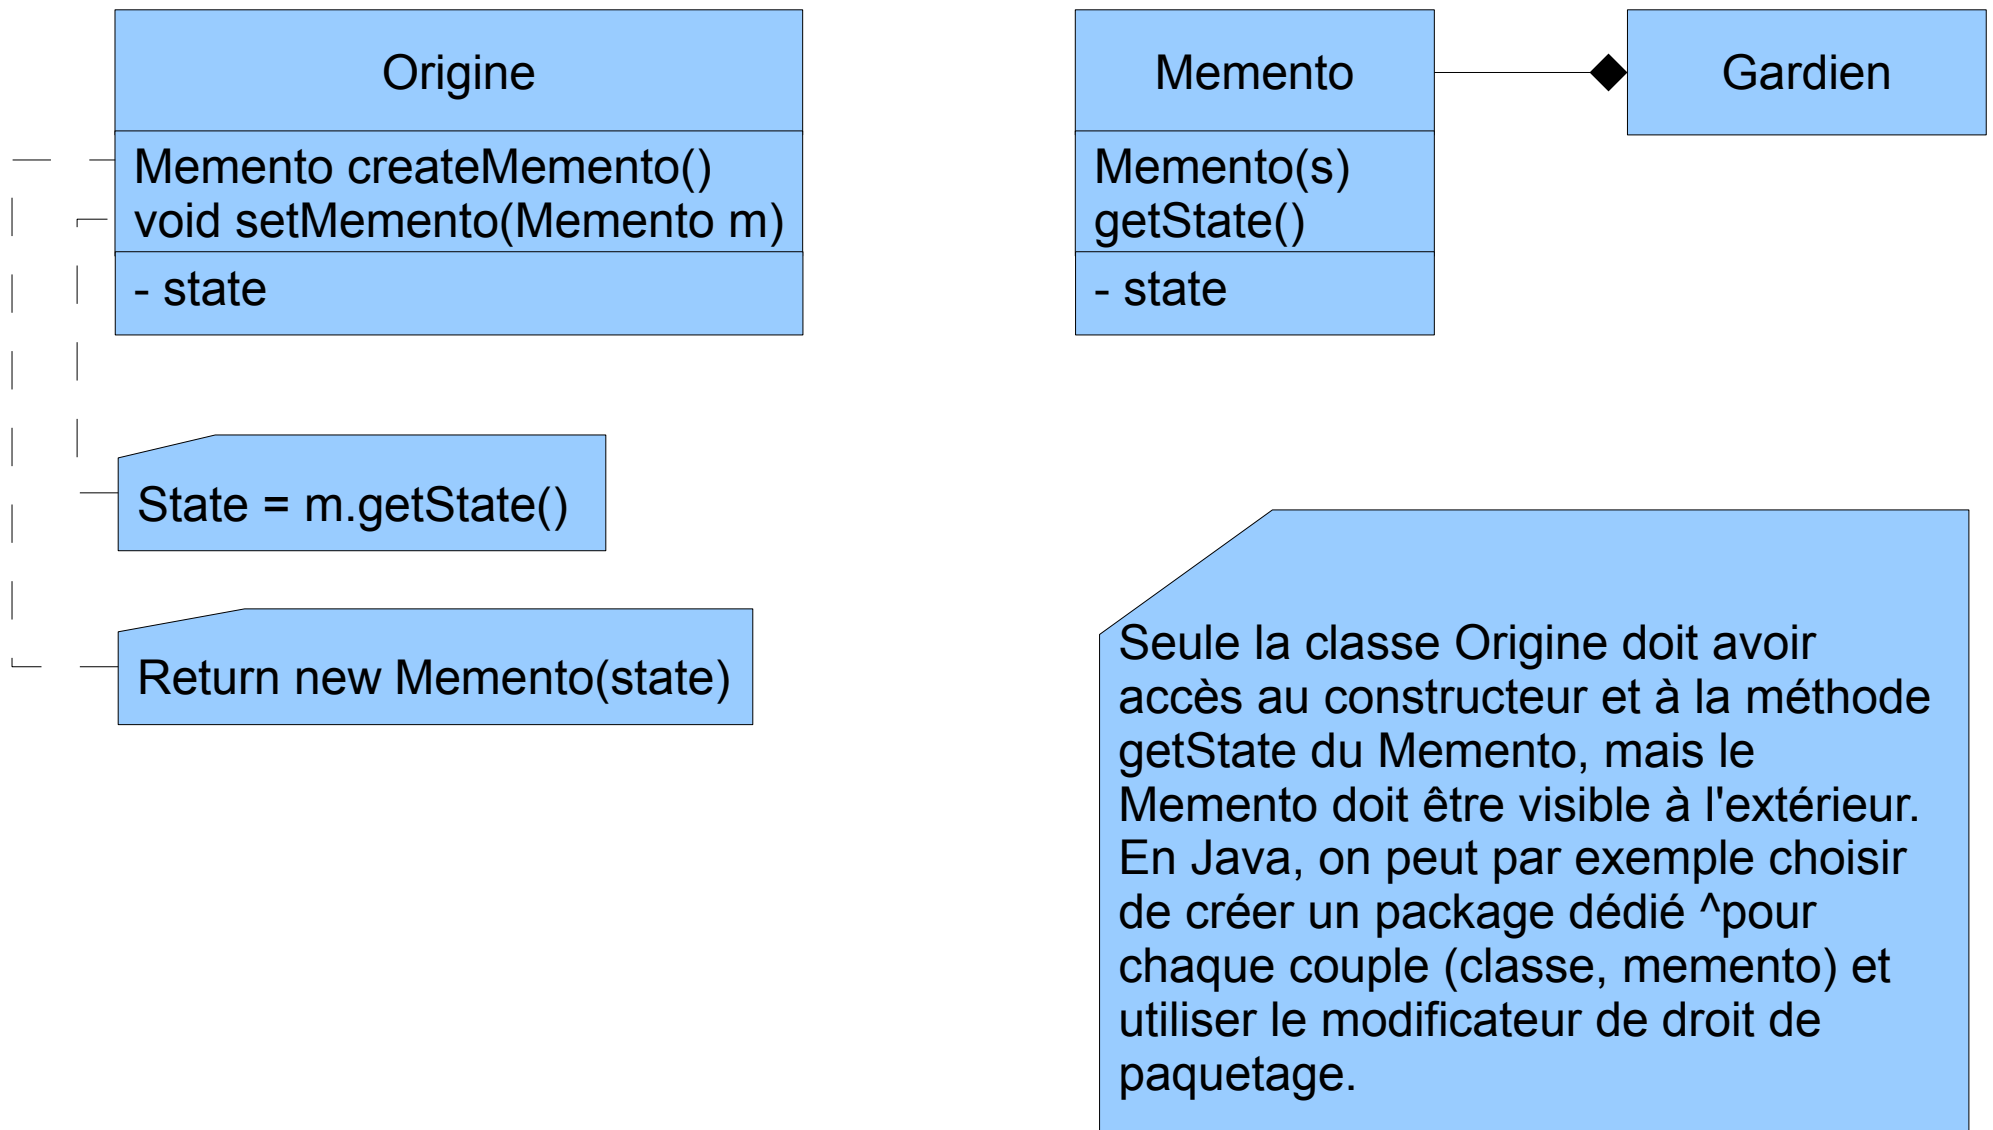 Origine
Memento createMemento()
void setMemento(Memento m)
- state
Memento
Memento(s)
getState()
- state
Gardien
State = m.getState()
Return new Memento(state)
Seule la classe Origine doit avoir
accès au constructeur et à la méthode
getState du Memento, mais le
Memento doit être visible à l'extérieur.
En Java, on peut par exemple choisir
de créer un package dédié ^pour
chaque couple (classe, memento) et
utiliser le modificateur de droit de
paquetage.